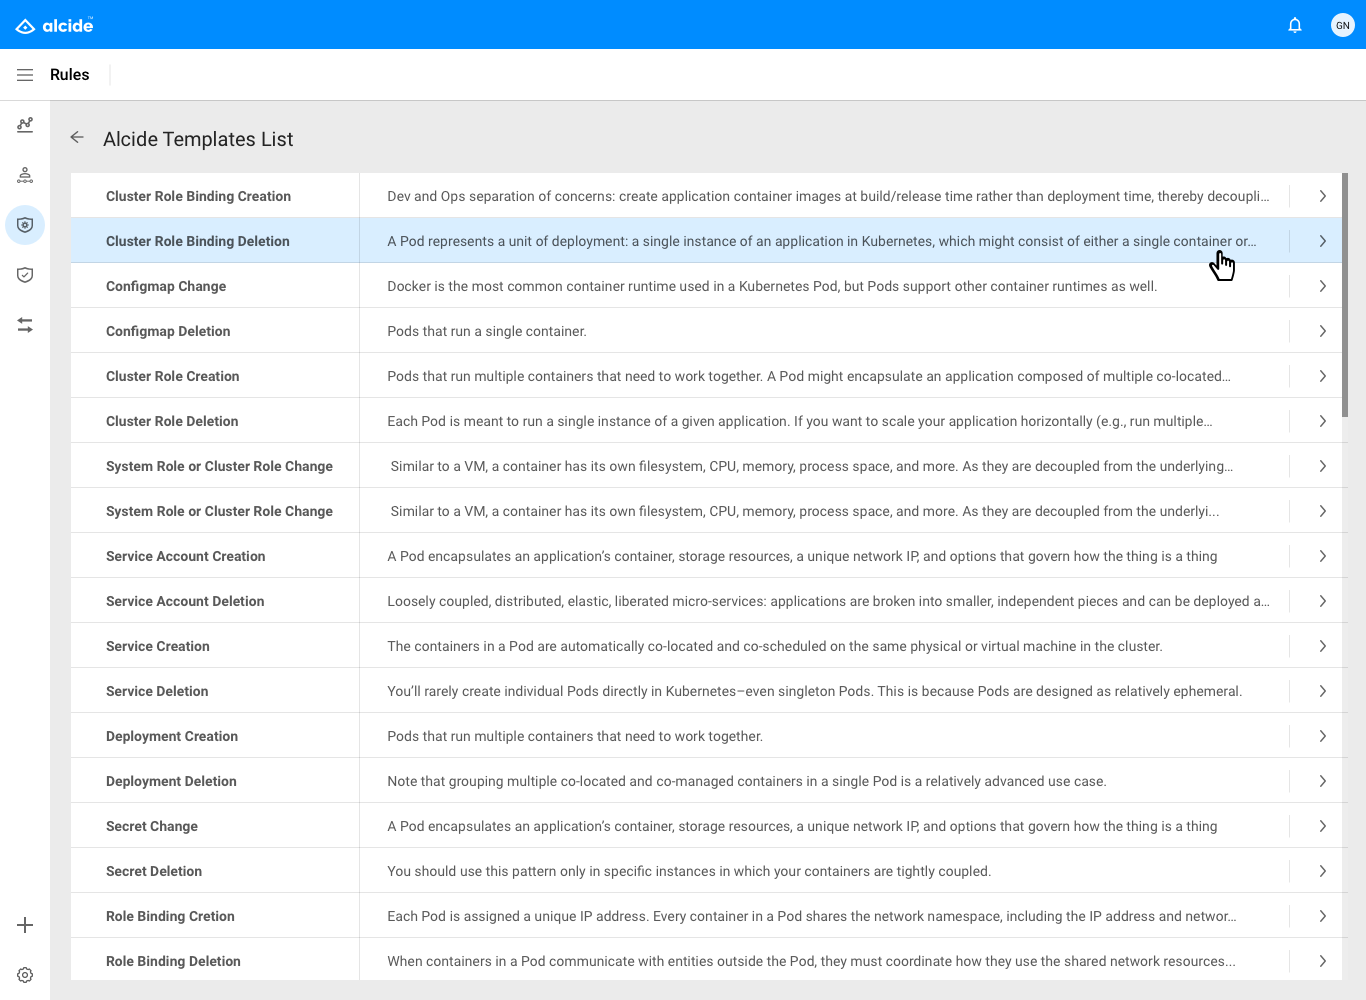 alcide™
GN
Rules
Alcide Templates List
Cluster Role Binding Creation Dev and Ops separation of concerns: create application container images at build/release time rather than deployment time, thereby decoupli...
Cluster Role Binding Deletion A Pod represents a unit of deployment: a single instance of an application in Kubernetes, which might consist of either a single container or...
Configmap Change Docker is the most common container runtime used in a Kubernetes Pod, but Pods support other container runtimes as well.
Configmap Deletion Pods that run a single container.
Cluster Role Creation Pods that run multiple containers that need to work together. A Pod might encapsulate an application composed of multiple co-located...
Cluster Role Deletion Each Pod is meant to run a single instance of a given application. If you want to scale your application horizontally (e.g., run multiple...
System Role or Cluster Role Change Similar to a VM, a container has its own filesystem, CPU, memory, process space, and more. As they are decoupled from the underlying...
System Role or Cluster Role Change Similar to a VM, a container has its own filesystem, CPU, memory, process space, and more. As they are decoupled from the underlyi...
Service Account Creation A Pod encapsulates an application’s container, storage resources, a unique network IP, and options that govern how the thing is a thing
Service Account Deletion Loosely coupled, distributed, elastic, liberated micro-services: applications are broken into smaller, independent pieces and can be deployed a...
Service Creation The containers in a Pod are automatically co-located and co-scheduled on the same physical or virtual machine in the cluster.
Service Deletion You’ll rarely create individual Pods directly in Kubernetes–even singleton Pods. This is because Pods are designed as relatively ephemeral.
Deployment Creation Pods that run multiple containers that need to work together.
Deployment Deletion Note that grouping multiple co-located and co-managed containers in a single Pod is a relatively advanced use case.
Secret Change A Pod encapsulates an application’s container, storage resources, a unique network IP, and options that govern how the thing is a thing
Secret Deletion You should use this pattern only in specific instances in which your containers are tightly coupled.
Role Binding Cretion Each Pod is assigned a unique IP address. Every container in a Pod shares the network namespace, including the IP address and networ...
Role Binding Deletion When containers in a Pod communicate with entities outside the Pod, they must coordinate how they use the shared network resources...